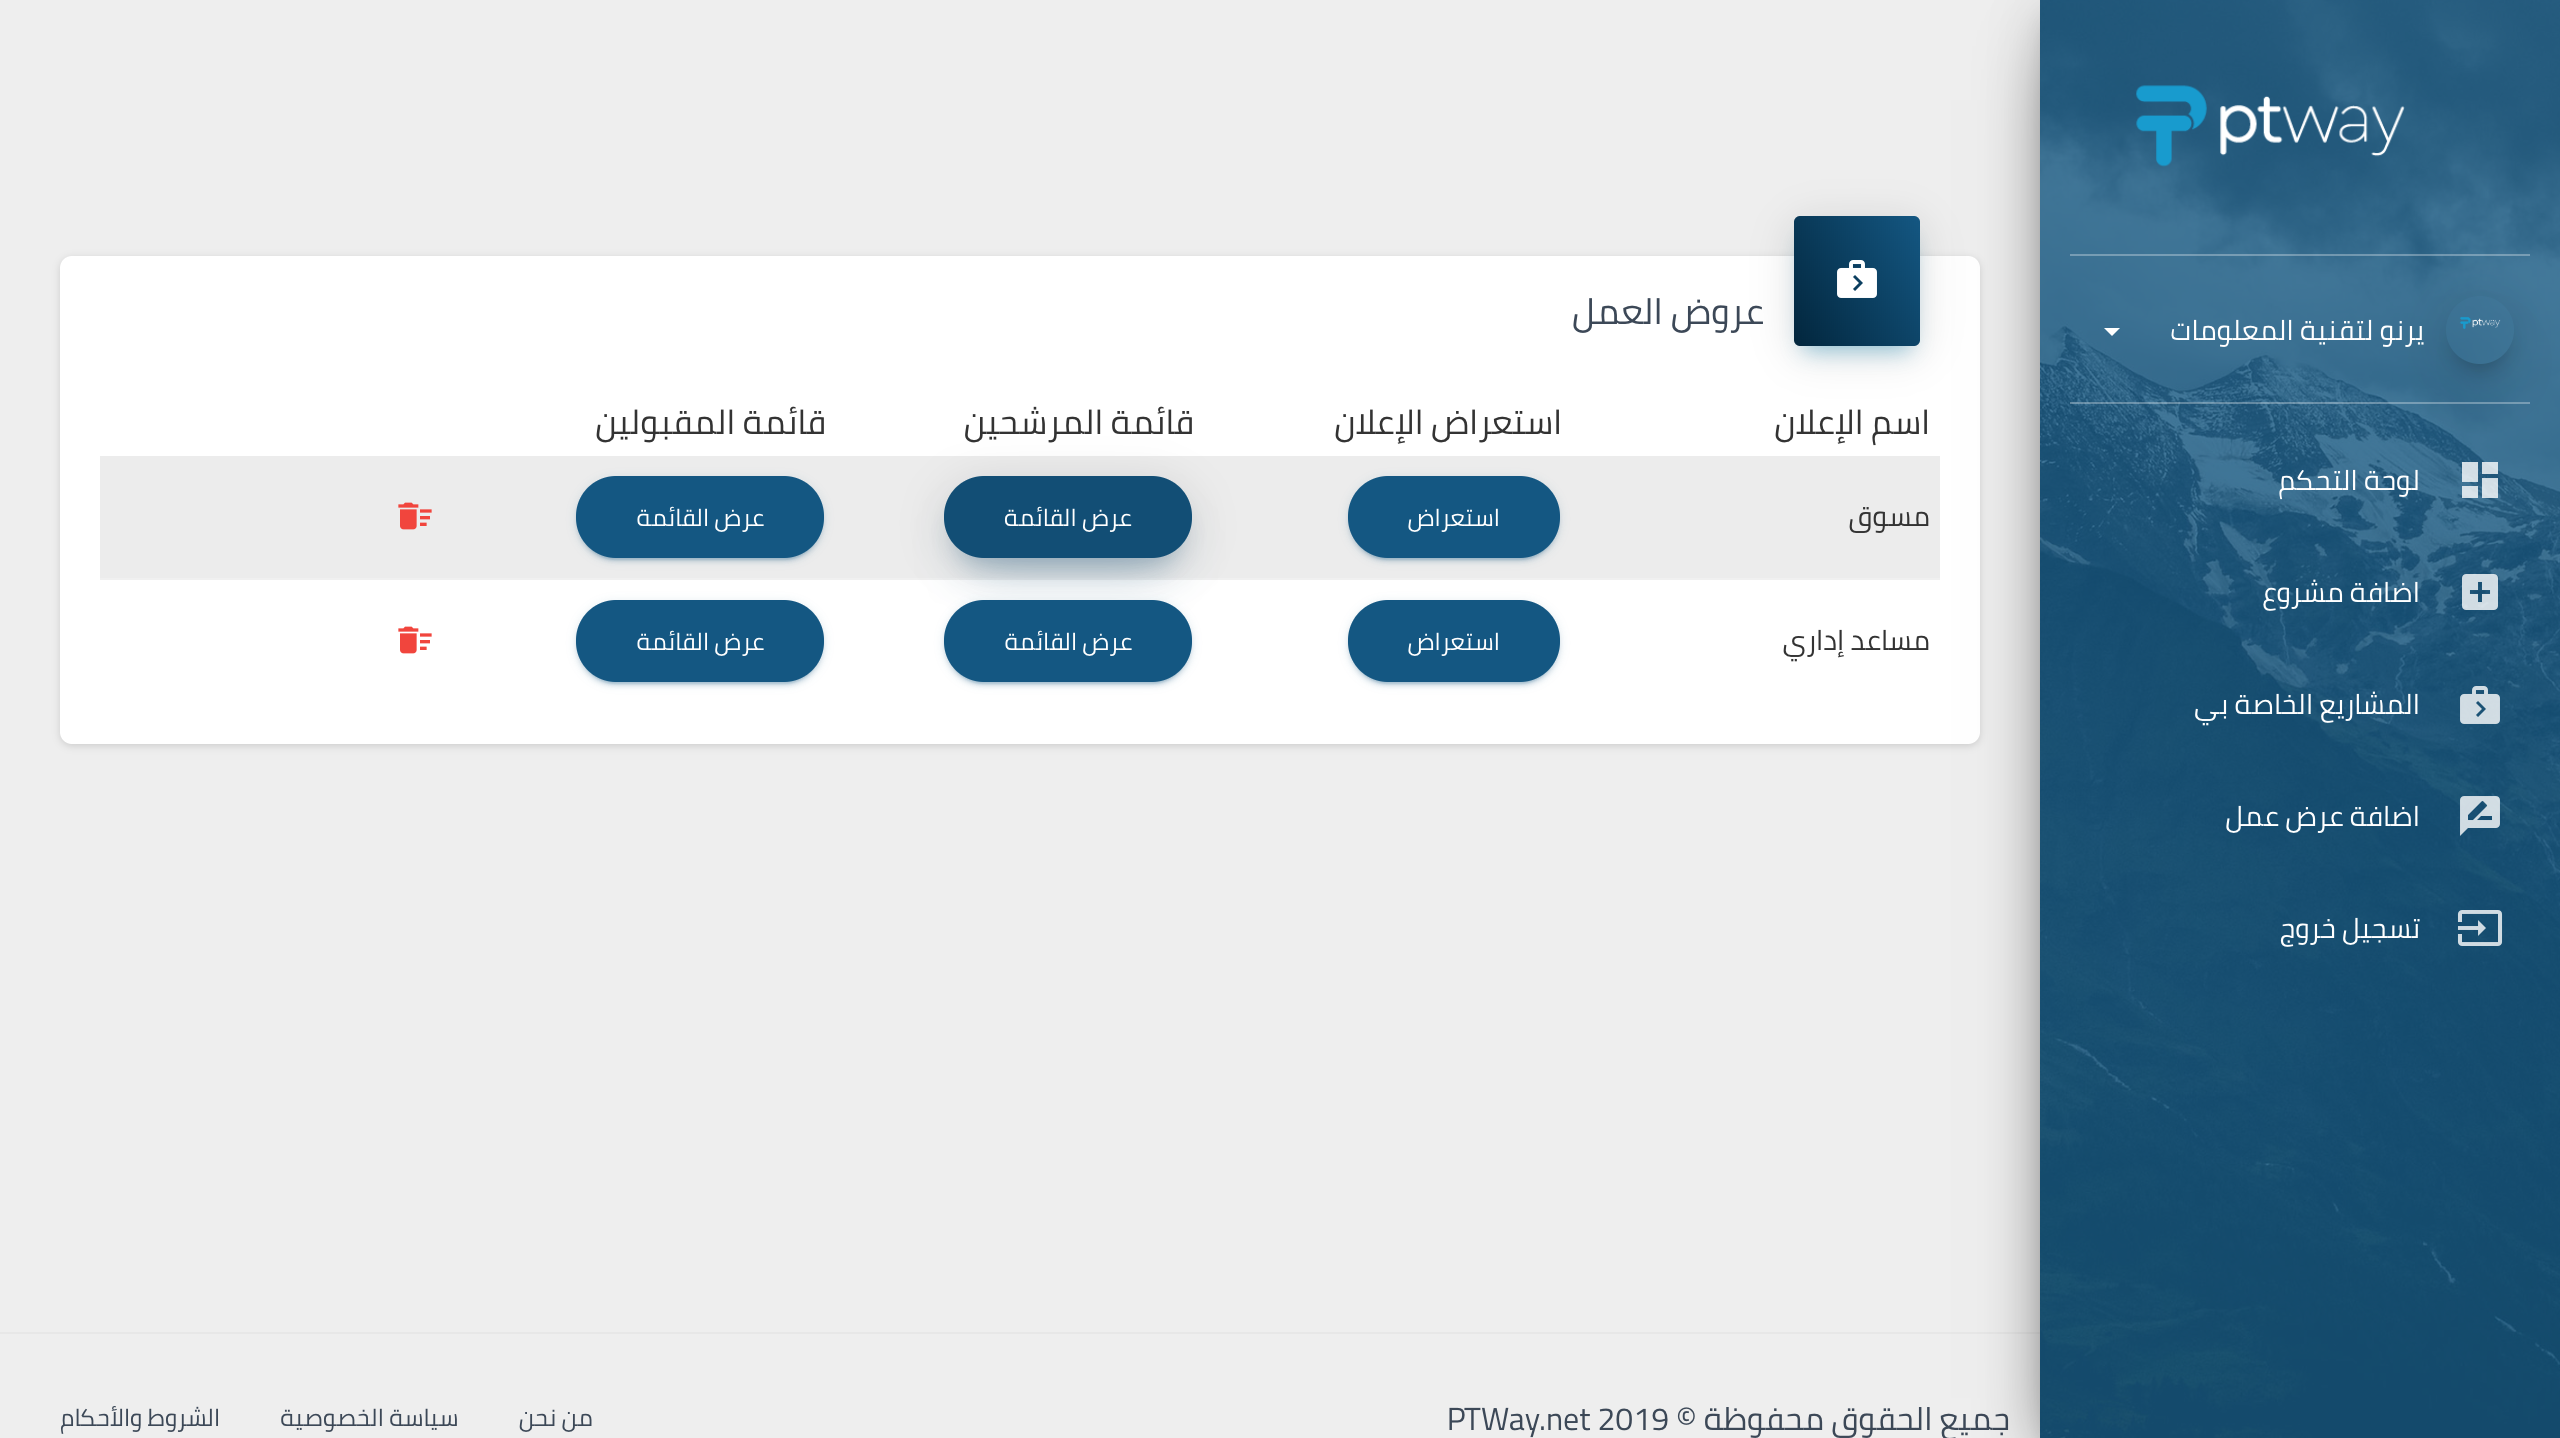 ptway
يرنو لتقنية المعلومات
ptway
لوحة التحكم
اضافة مشروع
المشاريع الخاصة بي
اضافة عرض عمل
تسجيل خروج
عروض العمل
اسم الإعلان استعراض الإعلان قائمة المرشحين قائمة المقبولين
مسوق استعراض عرض القائمة عرض القائمة
مساعد إداري استعراض عرض القائمة عرض القائمة
جميع الحقوق محفوظة © 2019 PTWay.net
من نحن سياسة الخصوصية الشروط والأحكام